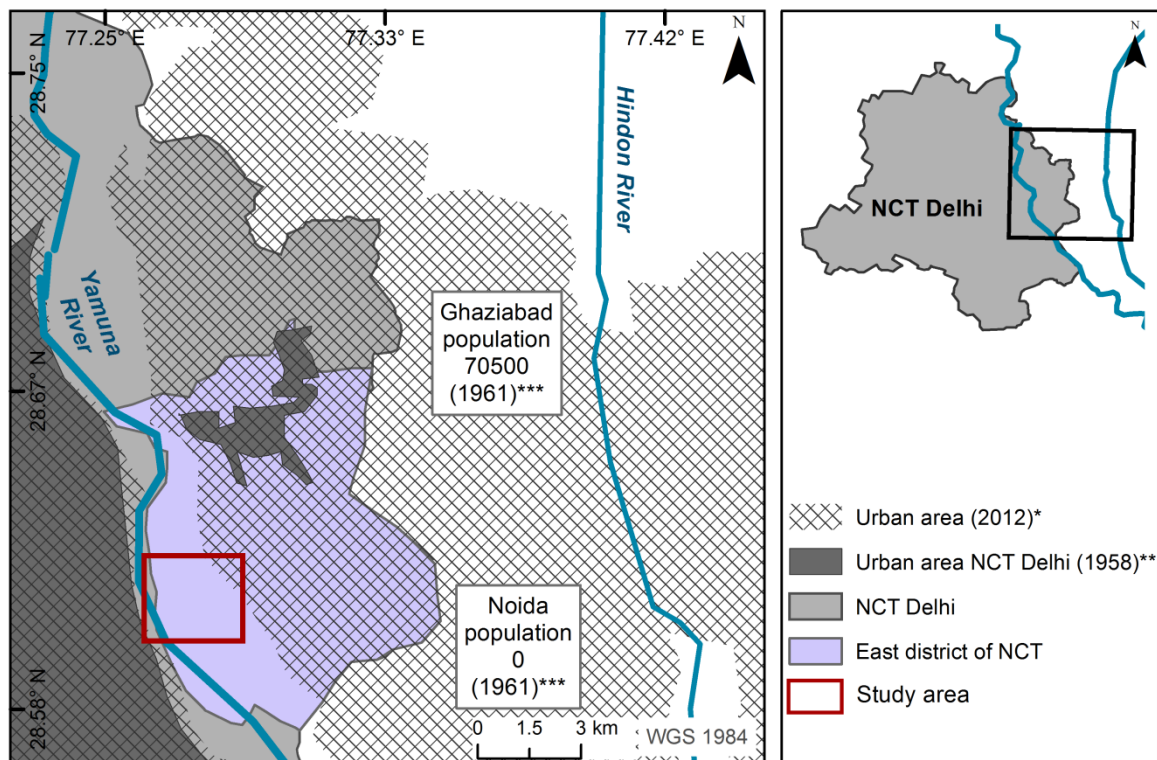 77.25° E
77.33° E
77.42° E
N
28.75° N
28.67° N
28.58° N
Hindon River
Yamuna
River
Ghaziabad
population
70500
(1961)***
Noida
population
0
(1961)***
0 1.5 3 km
WGS 1984
N
NCT Delhi
Urban area (2012)*
Urban area NCT Delhi (1958)**
NCT Delhi
East district of NCT
Study area